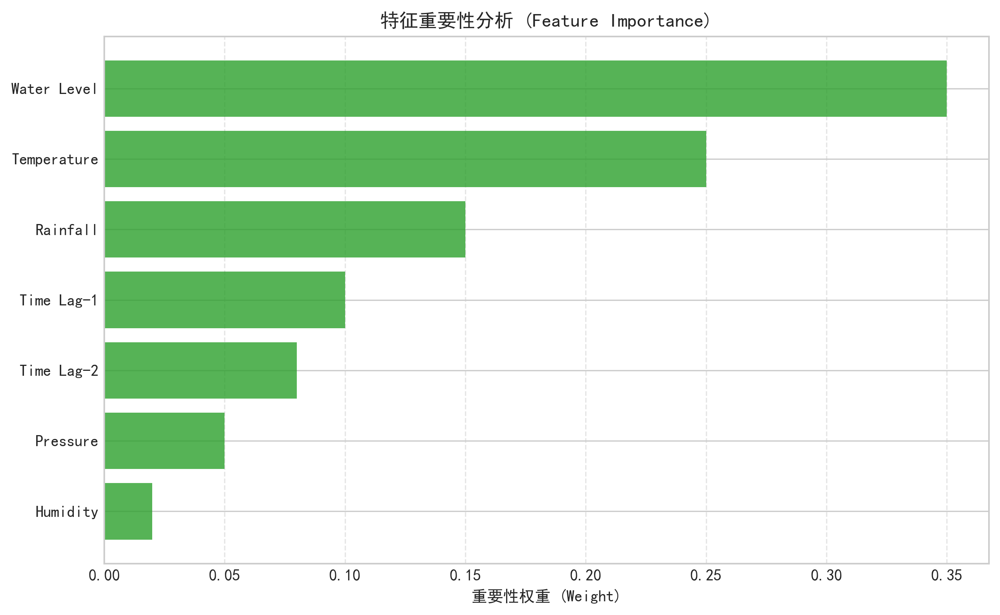 特征重要性分析 (Feature Importance)
Water Level
Temperature
Rainfall
Time Lag-1
Time Lag-2
Pressure
Humidity
0.00 0.05 0.10 0.15 0.20 0.25 0.30 0.35
重要性权重 (Weight)